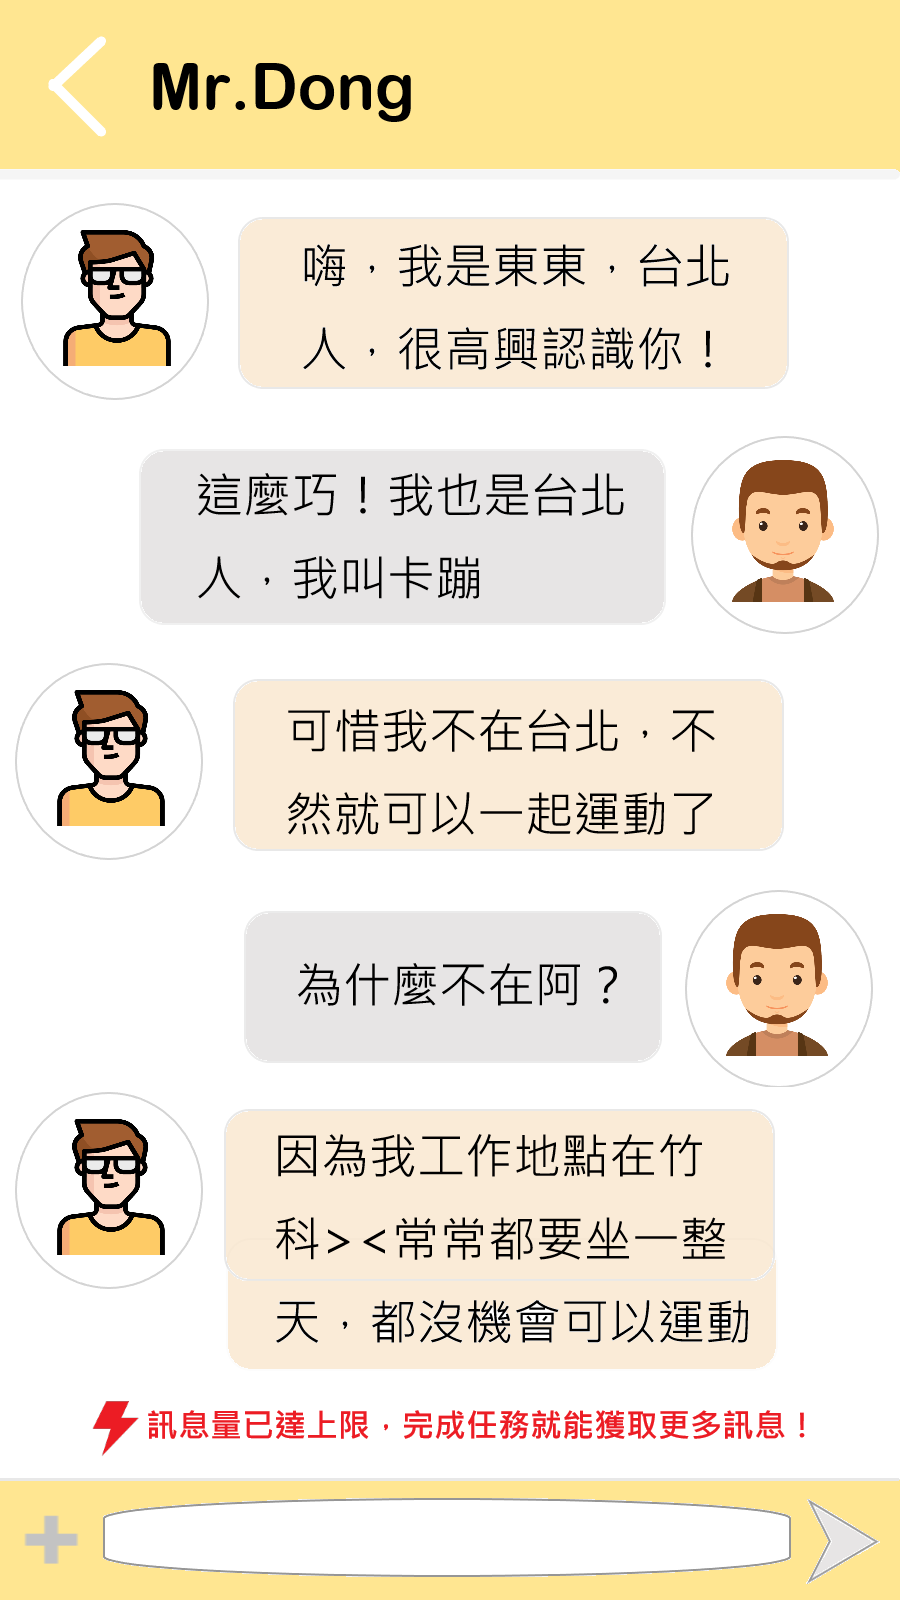 Mr.Dong
嗨，我是東東，台北
人，很高興認識你！
這麼巧！我也是台北
人，我叫卡蹦
可惜我不在台北，不
然就可以一起運動了
為什麼不在阿？
因為我工作地點在竹
科><常常都要坐一整
天，都沒機會可以運動
訊息量已達上限，完成任務就能獲取更多訊息！